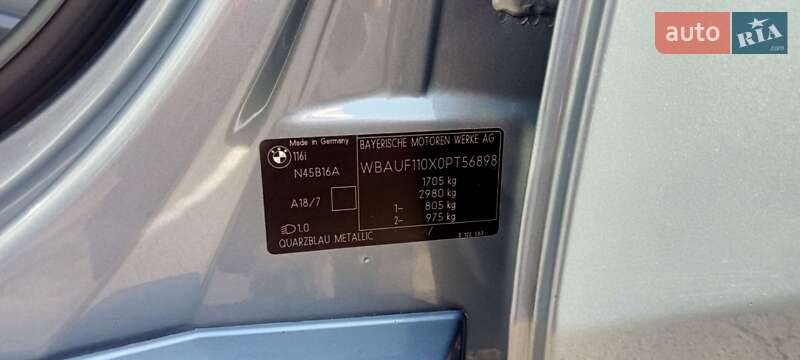 auto RIA
Made in Germany
116i
N45B16A
A18/7
1.0
QUARZBLAU METALLIC
BAYERISCHE MOTOREN WERKE AG
WBAUF110X0PT56898
1705 kg
2980 kg
1- 805 kg
2- 975 kg
/